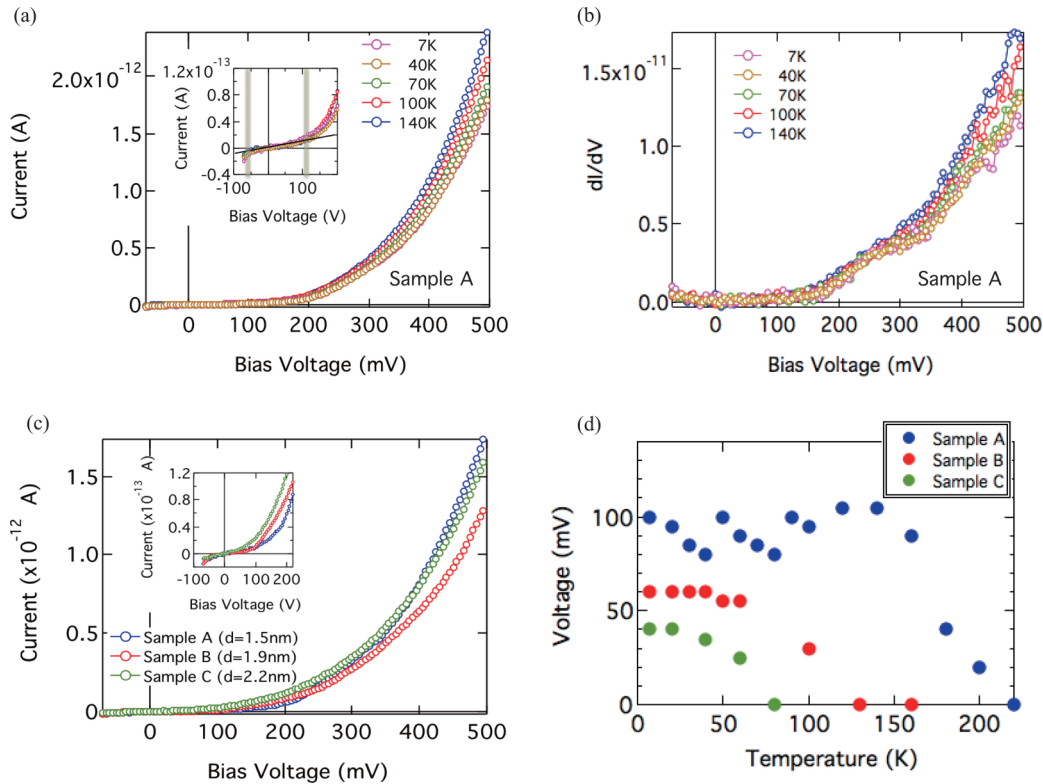 (a)
Current (A)
2.0x10-12
1.5
1.0
0.5
0
0
100
200
300
400
500
Bias Voltage (mV)
7K
40K
70K
100K
140K
Sample A
1.2x10-13
0.8
0.4
0
-0.4
-100
100
Current (A)
Bias Voltage (V)
(b)
dI/dV
1.5x10-11
1.0
0.5
0.0
0
100
200
300
400
500
Bias Voltage (mV)
7K
40K
70K
100K
140K
Sample A
(c)
Current (x10-12 A)
1.5
1.0
0.5
0
0
100
200
300
400
500
Bias Voltage (mV)
Current (x10-13 A)
1.2
0.8
0.4
0
-100
0
100
200
Bias Voltage (V)
Sample A (d=1.5nm)
Sample B (d=1.9nm)
Sample C (d=2.2nm)
(d)
Sample A
Sample B
Sample C
Voltage (mV)
100
50
0
0
50
100
150
200
Temperature (K)